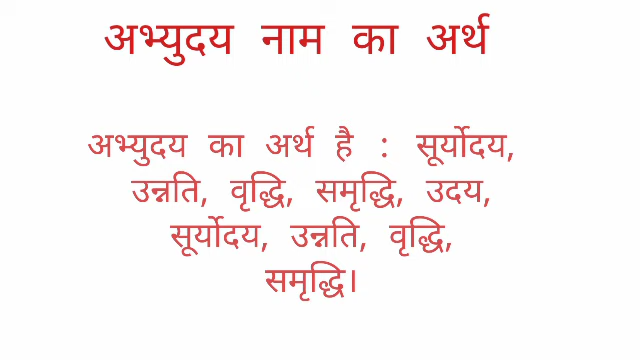 अभ्युदय नाम का अर्थ
अभ्युदय का अर्थ है : सूर्योदय,
उन्नति, वृद्धि, समृद्धि, उदय,
सूर्योदय, उन्नति, वृद्धि,
समृद्धि।